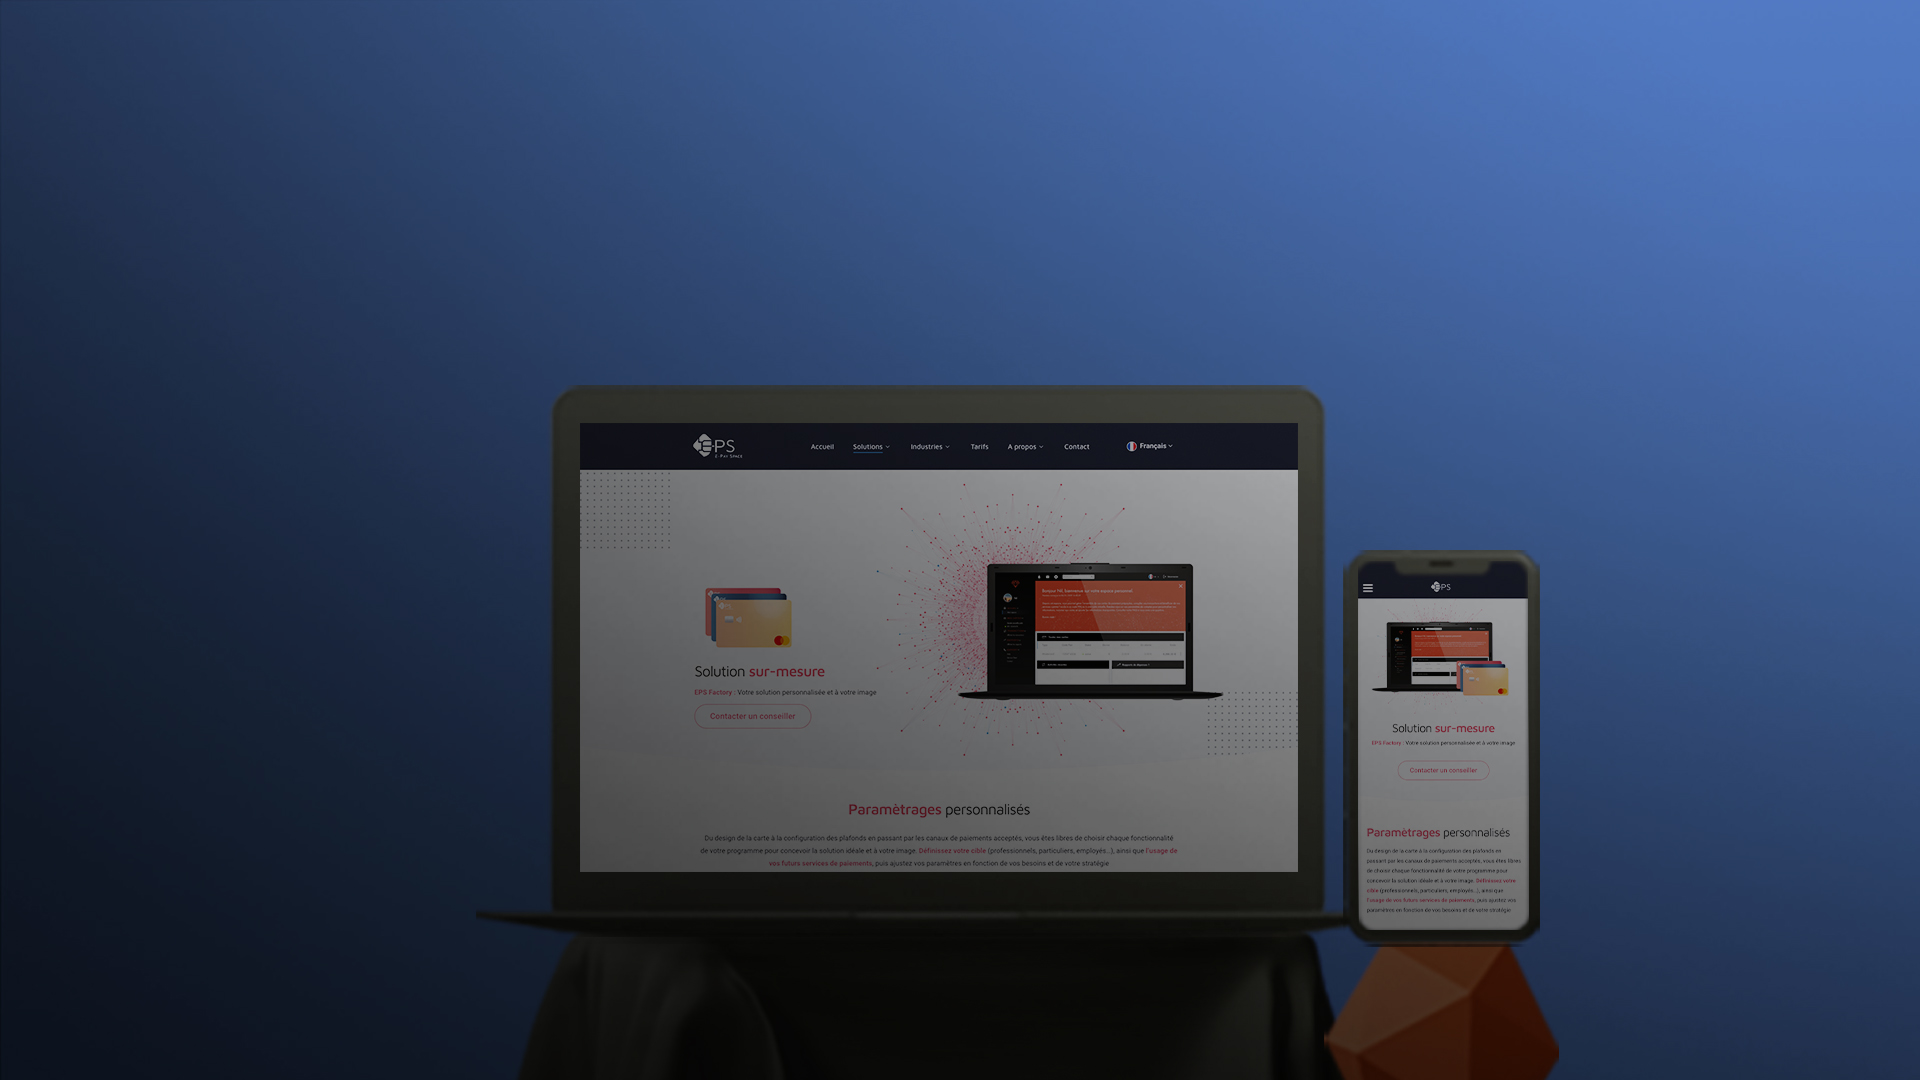 EPS
E-PAY SPACE
Accueil
Solutions
Industries
Tarifs
A propos
Contact
Français
Bonjour
bienvenue sur votre espace personnel
EPS
Solution sur-mesure
EPS Factory : Votre solution personnalisée et à votre image
Contacter un conseiller
Paramètrages personnalisés
Du design de la carte à la configuration des plafonds en passant par les canaux de paiements acceptés, vous êtes libres de choisir chaque fonctionnalité
de votre programme pour concevoir la solution idéale et à votre image. Définissez votre cible (professionnels, particuliers, employés...), ainsi que l'usage de
vos futurs services de paiements, puis ajustez vos paramètres en fonction de vos besoins et de votre stratégie
EPS
Solution sur-mesure
EPS Factory : Votre solution personnalisée et à votre image
Contacter un conseiller
Paramètrages personnalisés
Du design de la carte à la configuration des plafonds en
passant par les canaux de paiements acceptés, vous êtes libres
de choisir chaque fonctionnalité de votre programme pour
concevoir la solution idéale et à votre image. Définissez votre
cible (professionnels, particuliers, employés...), ainsi que
l'usage de vos futurs services de paiements, puis ajustez vos
paramètres en fonction de vos besoins et de votre stratégie